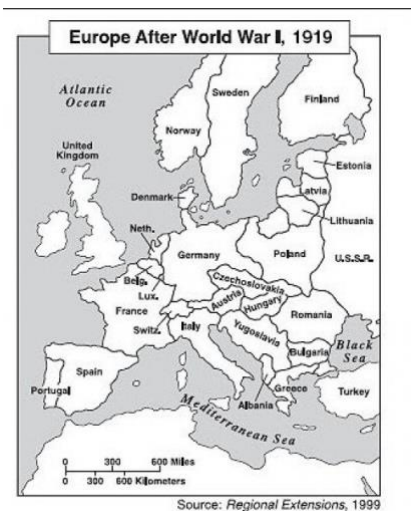 Europe After World War I, 1919
Atlantic
Ocean
Sweden
Finland
Norway
United
Kingdom
Estonia
Denmark
Latvia
Lithuania
Neth.
Germany
Poland
U.S.S.R.
Belg.
Czechoslovakia
Lux.
Austria
Hungary
France
Romania
Switz.
Italy
Yugoslavia
Black
Sea
Bulgaria
Spain
Portugal
Greece
Turkey
Albania
Mediterranean Sea
0 300 600 Miles
0 300 600 Kilometers
Source: Regional Extensions, 1999